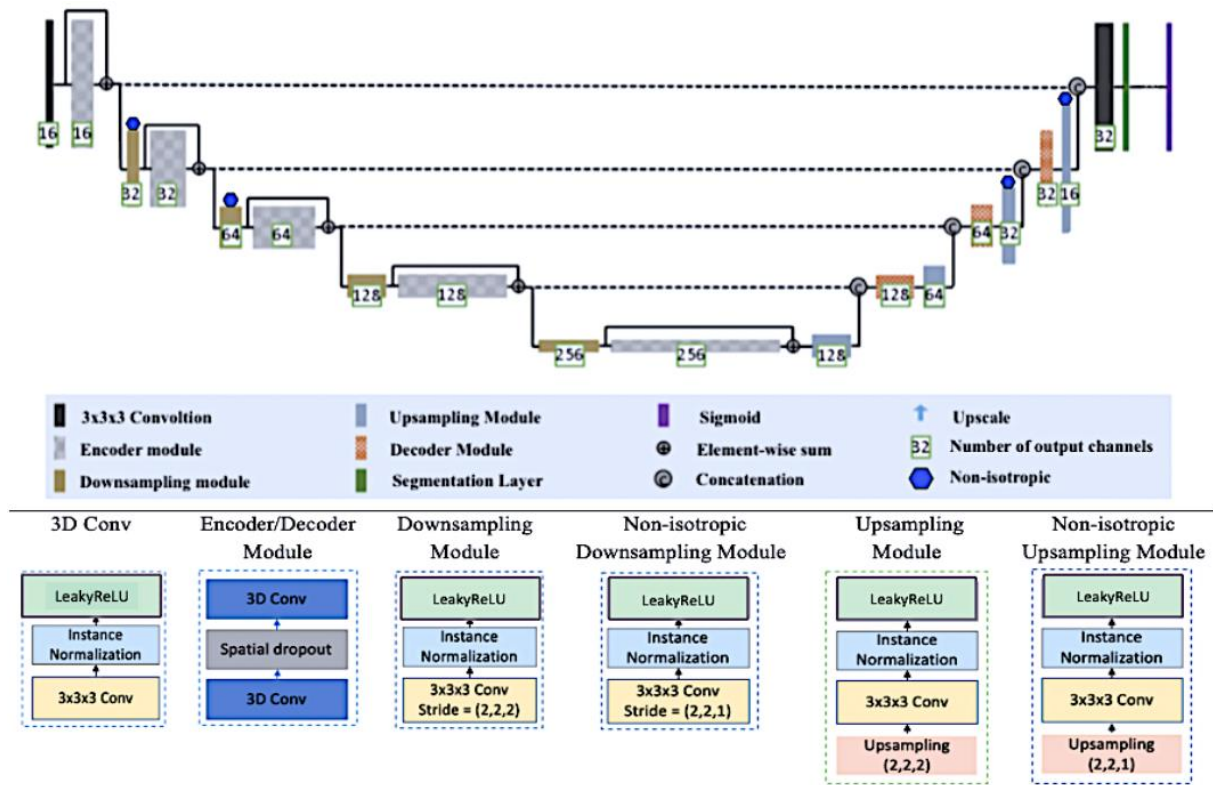 16
16
32
32
64
64
128
128
256
256
128
C
128
64
C
64
32
C
32
16
C
32
3x3x3 Convoltion
Upsampling Module
Sigmoid
Upscale
Encoder module
Decoder Module
Element-wise sum
32
Number of output channels
Downsampling module
Segmentation Layer
C
Concatenation
Non-isotropic
3D Conv
LeakyReLU
Instance
Normalization
3x3x3 Conv
Encoder/Decoder
Module
3D Conv
Spatial dropout
3D Conv
Downsampling
Module
LeakyReLU
Instance
Normalization
3x3x3 Conv
Stride = (2,2,2)
Non-isotropic
Downsampling Module
LeakyReLU
Instance
Normalization
3x3x3 Conv
Stride = (2,2,1)
Upsampling
Module
LeakyReLU
Instance
Normalization
3x3x3 Conv
Upsampling
(2,2,2)
Non-isotropic
Upsampling Module
LeakyReLU
Instance
Normalization
3x3x3 Conv
Upsampling
(2,2,1)